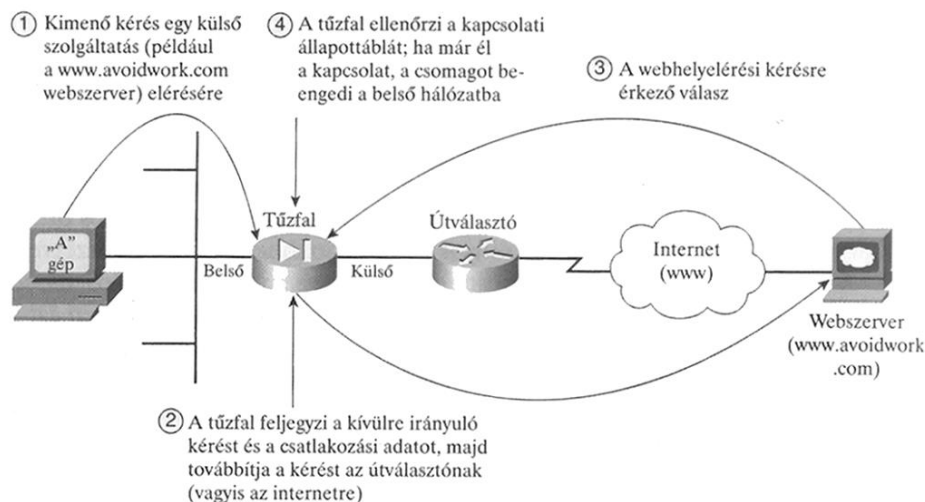 ① Kimenő kérés egy külső
szolgáltatás (például
a www.avoidwork.com
webszerver) elérésére
④ A tűzfal ellenőrzi a kapcsolati
állapottáblát; ha már él
a kapcsolat, a csomagot be-
engedi a belső hálózatba
③ A webhelyelérési kérésre
érkező válasz
„A”
gép
Belső
Tűzfal
Külső
Útválasztó
Internet
(www)
Webszerver
(www.avoidwork
.com)
② A tűzfal feljegyzi a kívülre irányuló
kérést és a csatlakozási adatot, majd
továbbítja a kérést az útválasztónak
(vagyis az internetre)